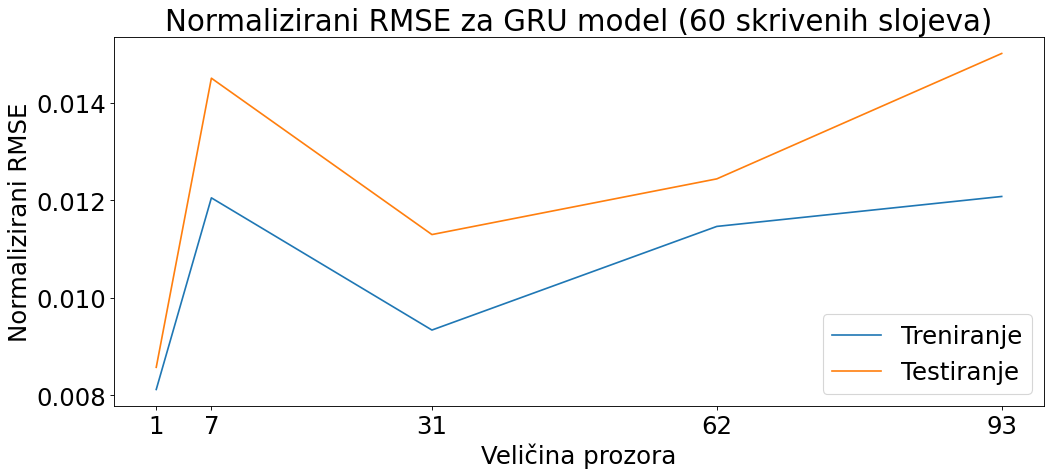 Normalizirani RMSE za GRU model (60 skrivenih slojeva)
Normalizirani RMSE
0.014
0.012
0.010
0.008
1 7 31 62 93
Veličina prozora
Treniranje
Testiranje